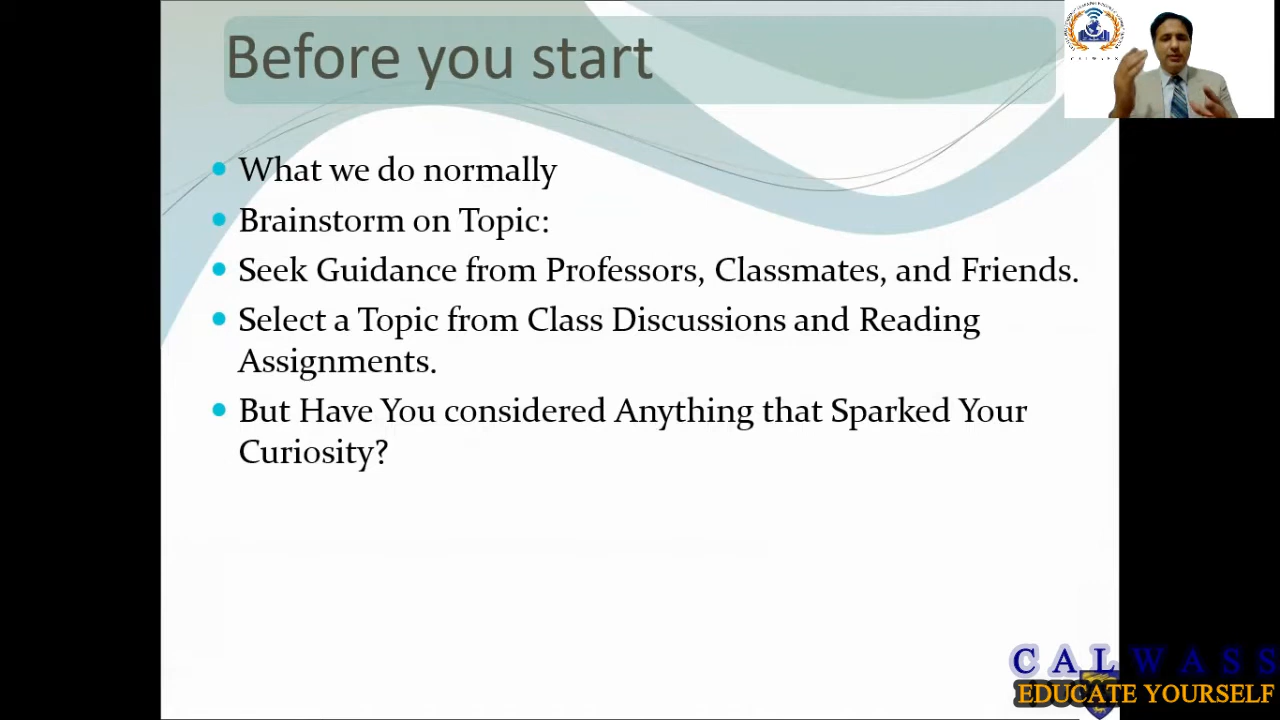 Before you start
What we do normally
Brainstorm on Topic:
Seek Guidance from Professors, Classmates, and Friends.
Select a Topic from Class Discussions and Reading
Assignments.
But Have You considered Anything that Sparked Your
Curiosity?
CALWASS
EDUCATE YOURSELF